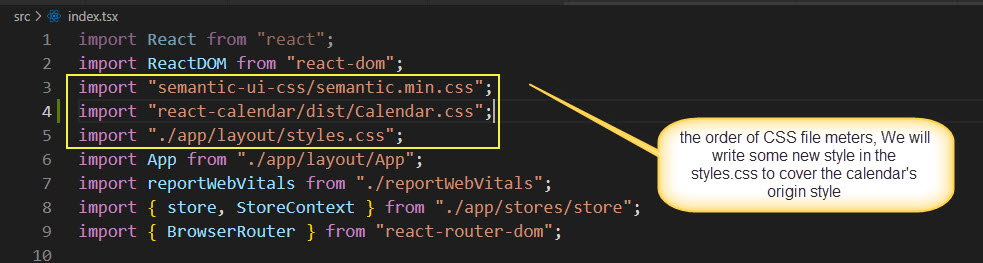 src > index.tsx
1 import React from "react";
2 import ReactDOM from "react-dom";
3 import "semantic-ui-css/semantic.min.css";
4 import "react-calendar/dist/Calendar.css";
5 import "./app/layout/styles.css";
6 import App from "./app/layout/App";
7 import reportWebVitals from "./reportWebVitals";
8 import { store, StoreContext } from "./app/stores/store";
9 import { BrowserRouter } from "react-router-dom";
10
the order of CSS file meters, We will
write some new style in the
styles.css to cover the calendar's
origin style